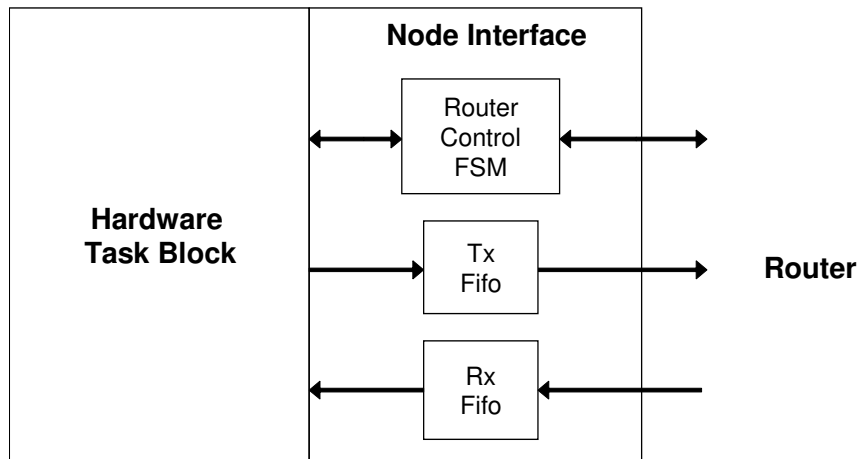 Node Interface
Router
Control
FSM
Hardware
Task Block
Tx
Fifo
Router
Rx
Fifo